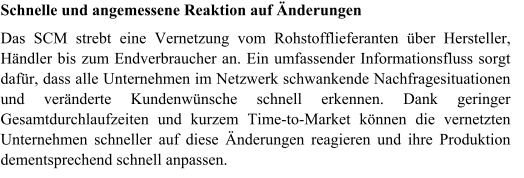 Schnelle und angemessene Reaktion auf Änderungen
Das SCM strebt eine Vernetzung vom Rohstofflieferanten über Hersteller,
Händler bis zum Endverbraucher an. Ein umfassender Informationsfluss sorgt
dafür, dass alle Unternehmen im Netzwerk schwankende Nachfragesituationen
und veränderte Kundenwünsche schnell erkennen. Dank geringer
Gesamtdurchlaufzeiten und kurzem Time-to-Market können die vernetzten
Unternehmen schneller auf diese Änderungen reagieren und ihre Produktion
dementsprechend schnell anpassen.